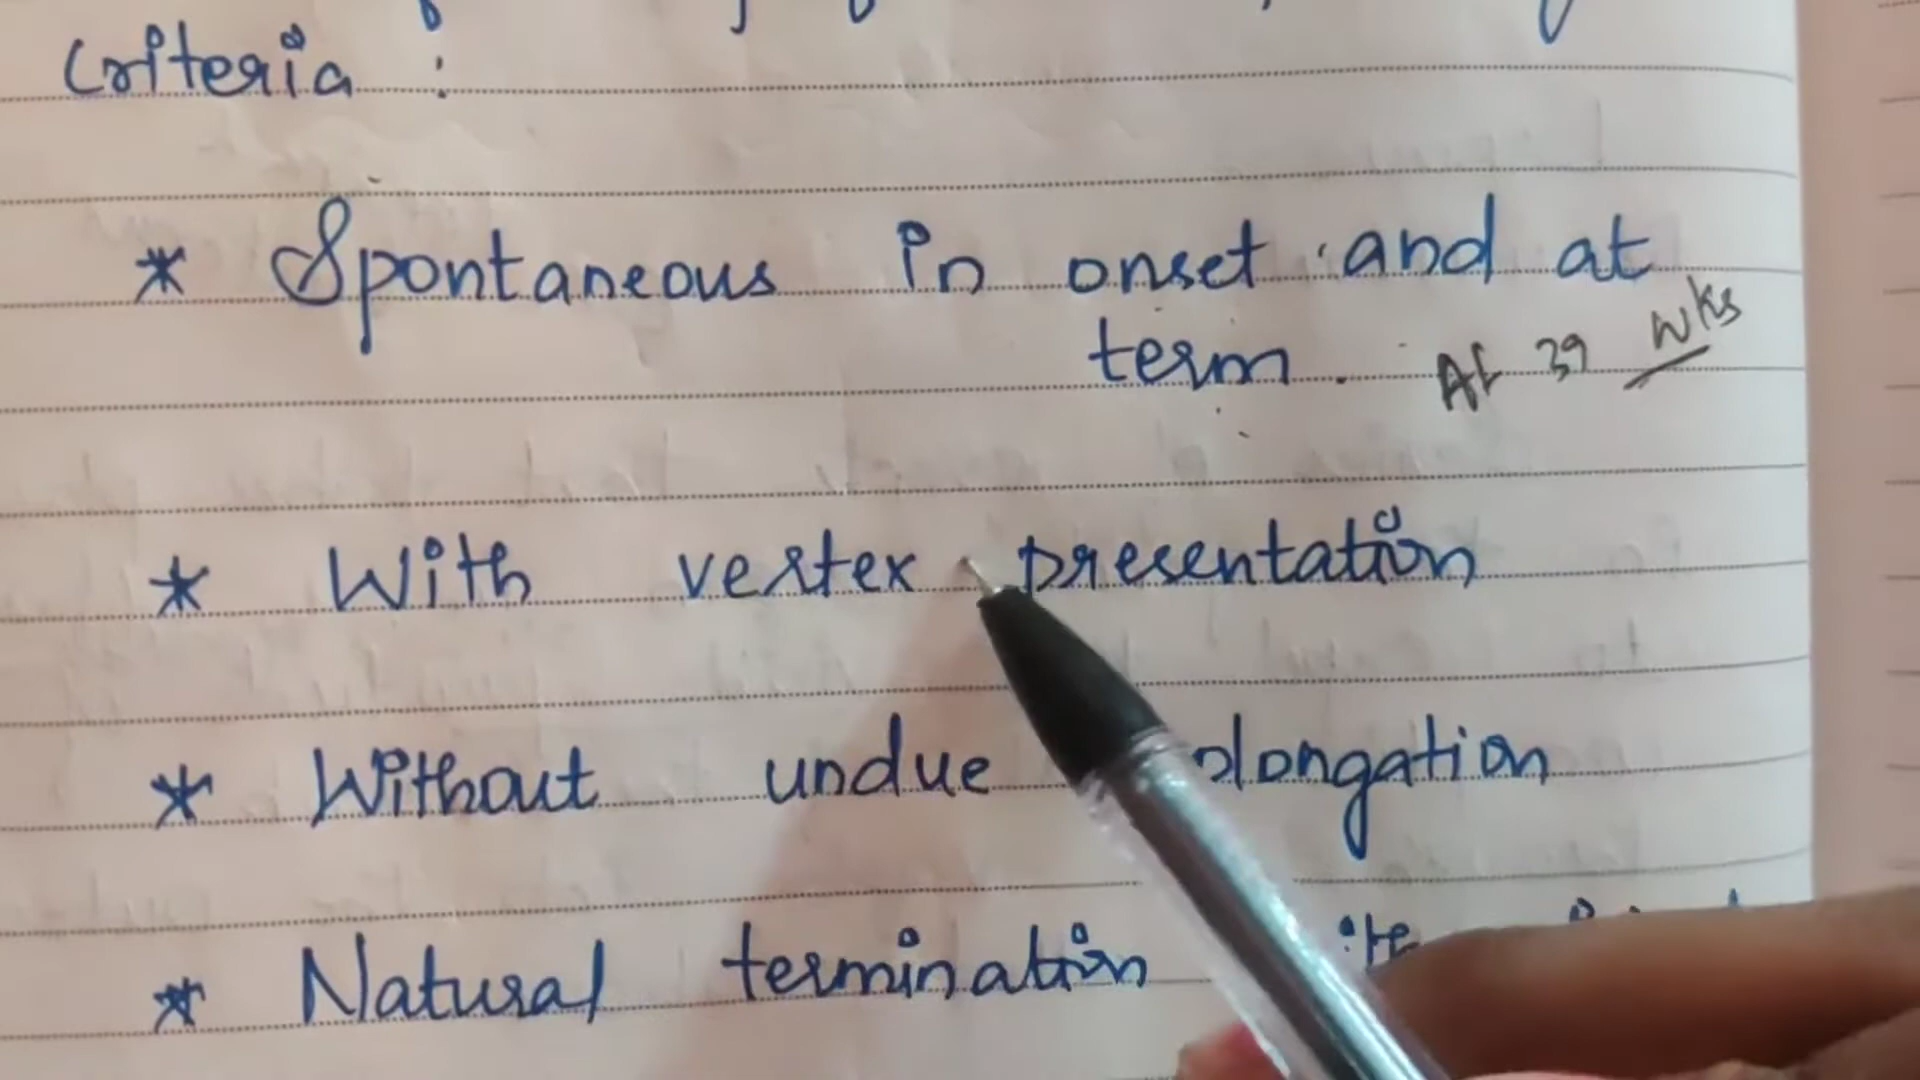 Criteria :
* Spontaneous in onset and at
term. At 39 wks
* With vertex presentation
* Without undue
* Natural termination